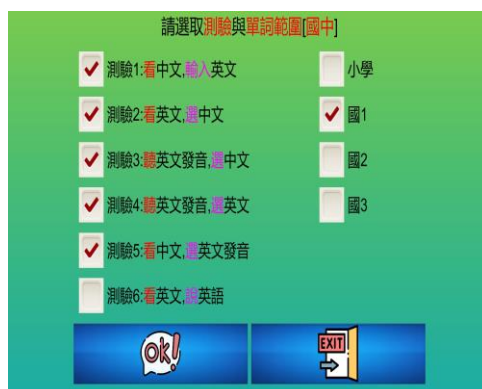 請選取測驗與單詞範圍[國中]
測驗1:看中文,輸入英文
小學
測驗2:看英文,選中文
國1
測驗3:聽英文發音,選中文
國2
測驗4:聽英文發音,選英文
國3
測驗5:看中文,選英文發音
測驗6:看英文,說英語
Ok!
EXIT